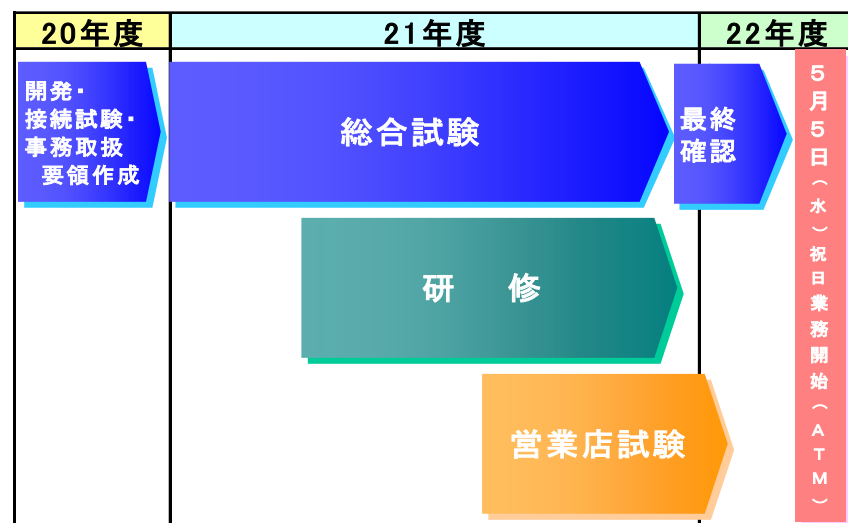 20年度
21年度
22年度
開発・
接続試験・
事務取扱
要領作成
総合試験
最終
確認
研　修
営業店試験
５月５日（水）祝日業務開始（ＡＴＭ）